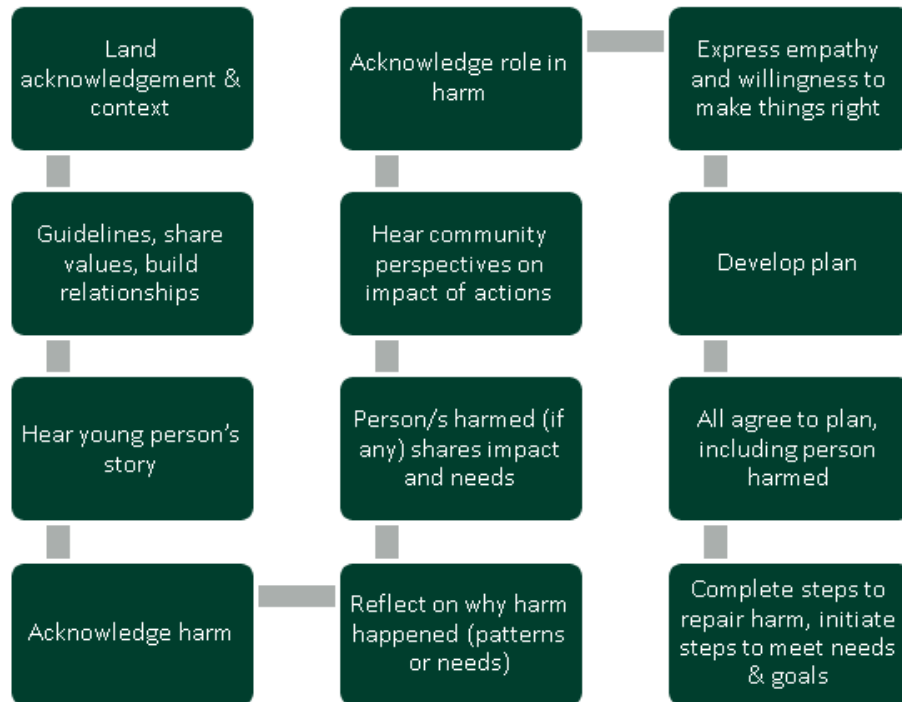 Land
acknowledgement &
context
Guidelines, share
values, build
relationships
Hear young person’s
story
Acknowledge harm
Reflect on why harm
happened (patterns
or needs)
Person/s harmed (if
any) shares impact
and needs
Hear community
perspectives on
impact of actions
Acknowledge role in
harm
Express empathy
and willingness to
make things right
Develop plan
All agree to plan,
including person
harmed
Complete steps to
repair harm, initiate
steps to meet needs
& goals